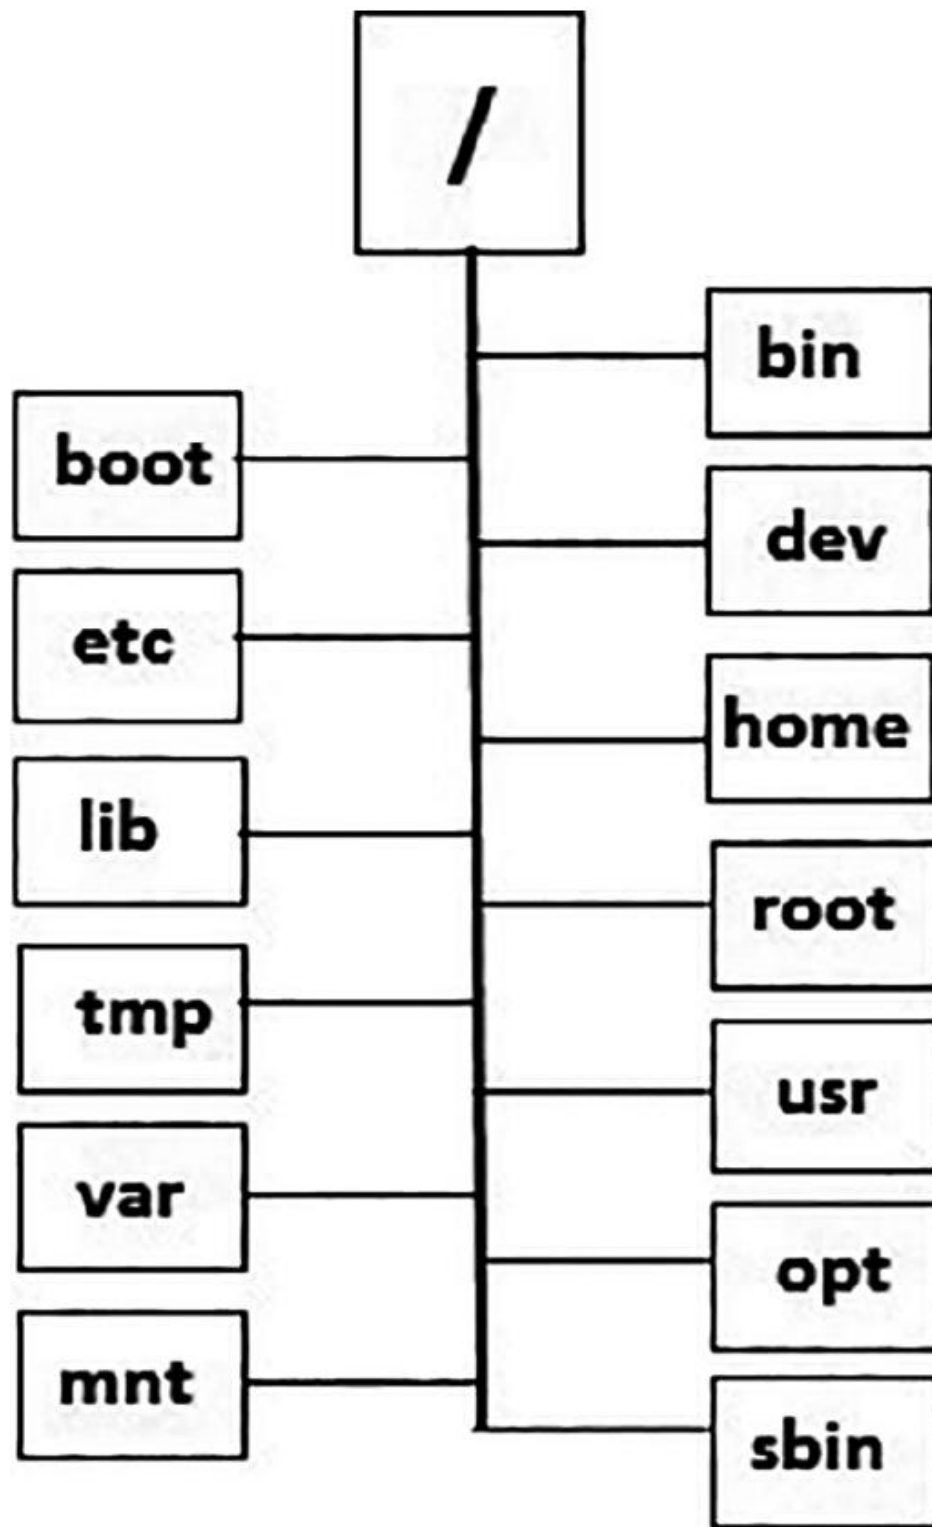 /
bin
boot
dev
etc
home
lib
root
tmp
usr
var
opt
mnt
sbin